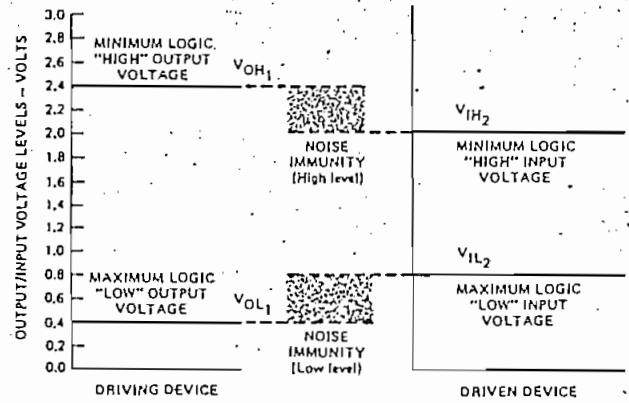 OUTPUT/INPUT VOLTAGE LEVELS – VOLTS
3.0
2.8
2.6
2.4
2.2
2.0
1.8
1.6
1.4
1.2
1.0
0.8
0.6
0.4
0.2
0.0
MINIMUM LOGIC
"HIGH" OUTPUT
VOLTAGE
VOH1
NOISE
IMMUNITY
(High level)
VIH2
MINIMUM LOGIC
"HIGH" INPUT
VOLTAGE
MAXIMUM LOGIC
"LOW" OUTPUT
VOLTAGE
VOL1
NOISE
IMMUNITY
(Low level)
VIL2
MAXIMUM LOGIC
"LOW" INPUT
VOLTAGE
DRIVING DEVICE
DRIVEN DEVICE